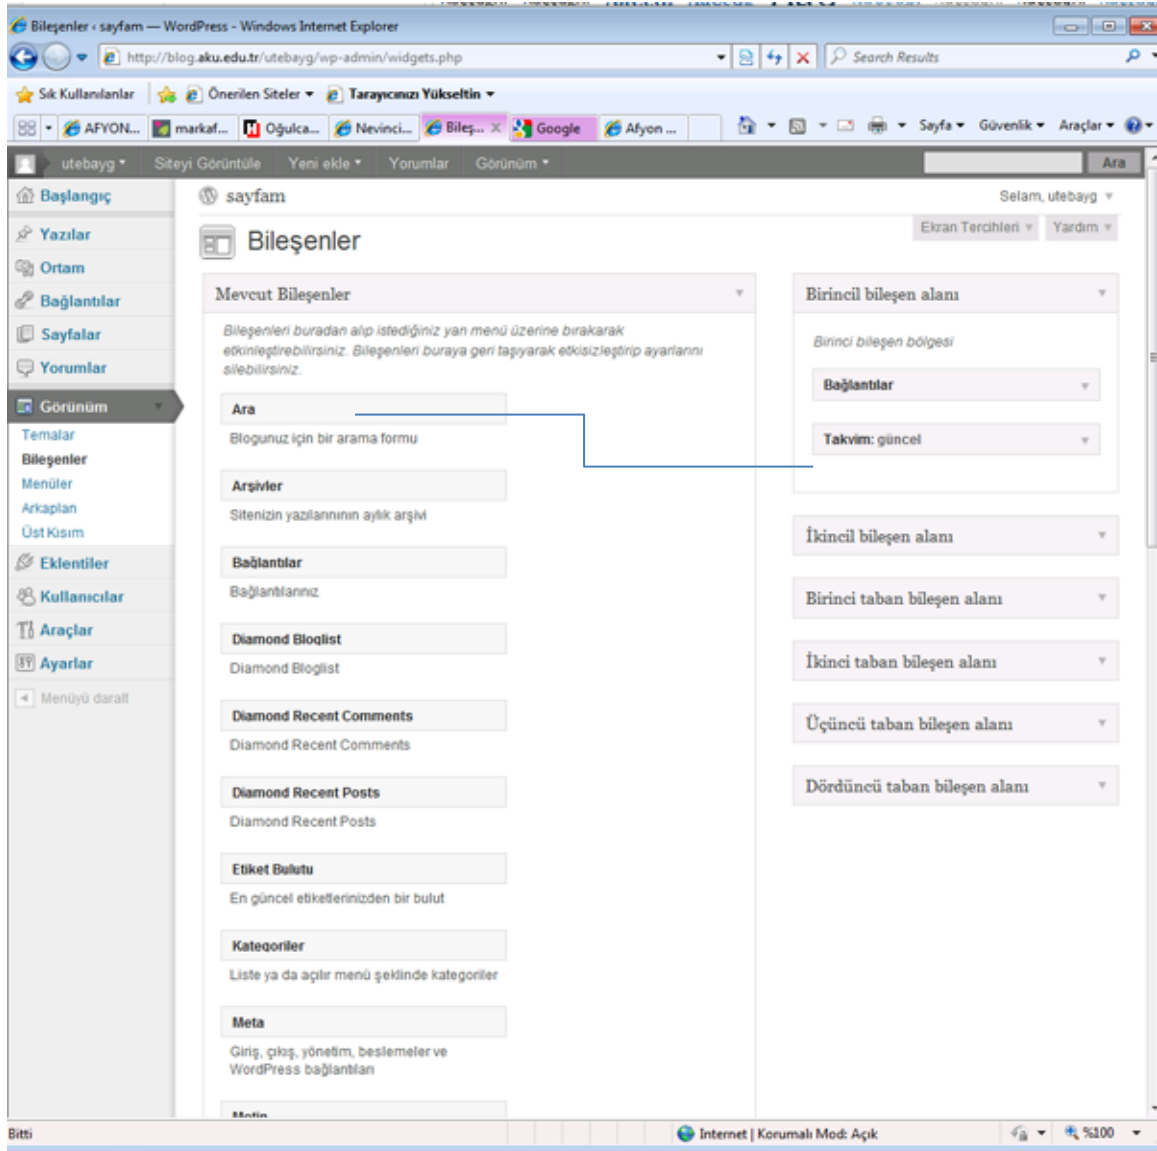 Bileşenler ‹ sayfam — WordPress - Windows Internet Explorer
http://blog.aku.edu.tr/utebayg/wp-admin/widgets.php
Search Results
Sık Kullanılanlar Önerilen Siteler Tarayıcınızı Yükseltin
AFYON... markaf... Oğulca... Nevinci... Bileş... Google Afyon ... Sayfa Güvenlik Araçlar
utebayg Siteyi Görüntüle Yeni ekle Yorumlar Görünüm Ara
Başlangıç
Yazılar
Ortam
Bağlantılar
Sayfalar
Yorumlar
Görünüm
Temalar
Bileşenler
Menüler
Arkaplan
Üst Kısım
Eklentiler
Kullanıcılar
Araçlar
Ayarlar
Menüyü daralt
sayfam
Selam, utebayg
Ekran Tercihleri Yardım
Bileşenler
Mevcut Bileşenler
Bileşenleri buradan alıp istediğiniz yan menü üzerine bırakarak
etkinleştirebilirsiniz. Bileşenleri buraya geri taşıyarak etkisizleştirip ayarlarını
silebilirsiniz.
Ara
Blogunuz için bir arama formu
Arşivler
Sitenizin yazılarınının aylık arşivi
Bağlantılar
Bağlantılarınız
Diamond Bloglist
Diamond Bloglist
Diamond Recent Comments
Diamond Recent Comments
Diamond Recent Posts
Diamond Recent Posts
Etiket Bulutu
En güncel etiketlerinizden bir bulut
Kategoriler
Liste ya da açılır menü şeklinde kategoriler
Meta
Giriş, çıkış, yönetim, beslemeler ve
WordPress bağlantıları
Metin
Birincil bileşen alanı
Birinci bileşen bölgesi
Bağlantılar
Takvim: güncel
İkincil bileşen alanı
Birinci taban bileşen alanı
İkinci taban bileşen alanı
Üçüncü taban bileşen alanı
Dördüncü taban bileşen alanı
Bitti
Internet | Korumalı Mod: Açık
%100